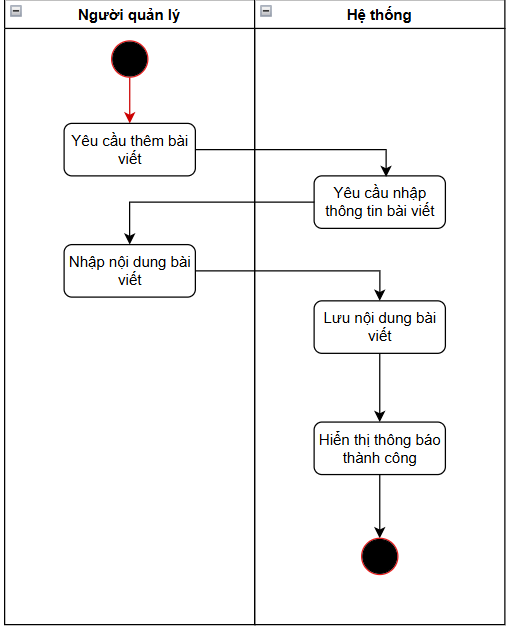 Người quản lý
Hệ thống
Yêu cầu thêm bài
viết
Yêu cầu nhập
thông tin bài viết
Nhập nội dung bài
viết
Lưu nội dung bài
viết
Hiển thị thông báo
thành công